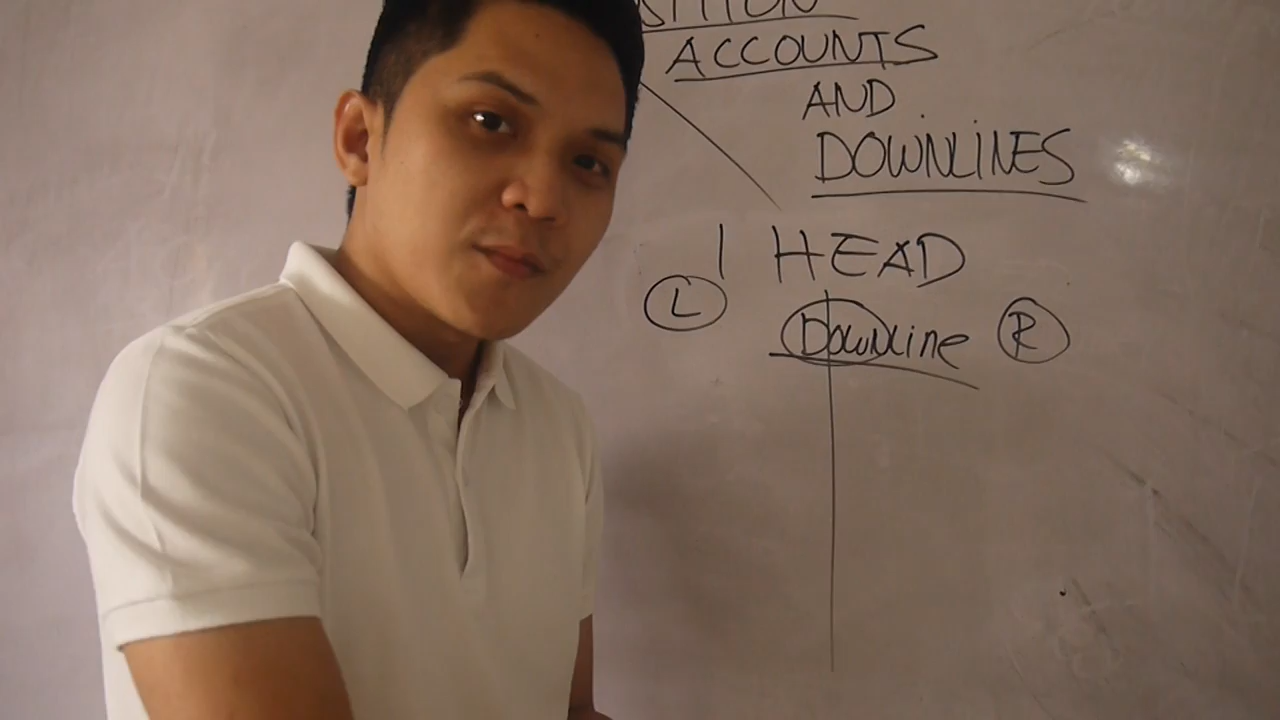 ACCOUNTS
AND
DOWNLINES
1 HEAD
L DOWNLiNe R